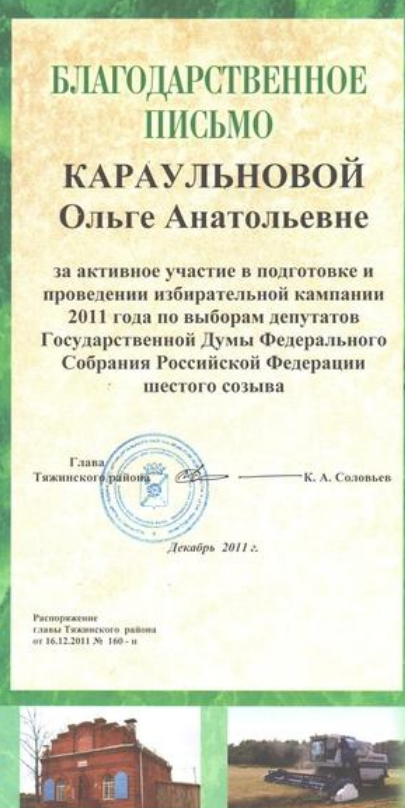 БЛАГОДАРСТВЕННОЕ
ПИСЬМО
КАРАУЛЬНОВОЙ
Ольге Анатольевне
за активное участие в подготовке и
проведении избирательной кампании
2011 года по выборам депутатов
Государственной Думы Федерального
Собрания Российской Федерации
шестого созыва
Глава
Тяжинского района К. А. Соловьев
Декабрь 2011 г.
Распоряжение
главы Тяжинского района
от 16.12.2011 № 160 - н